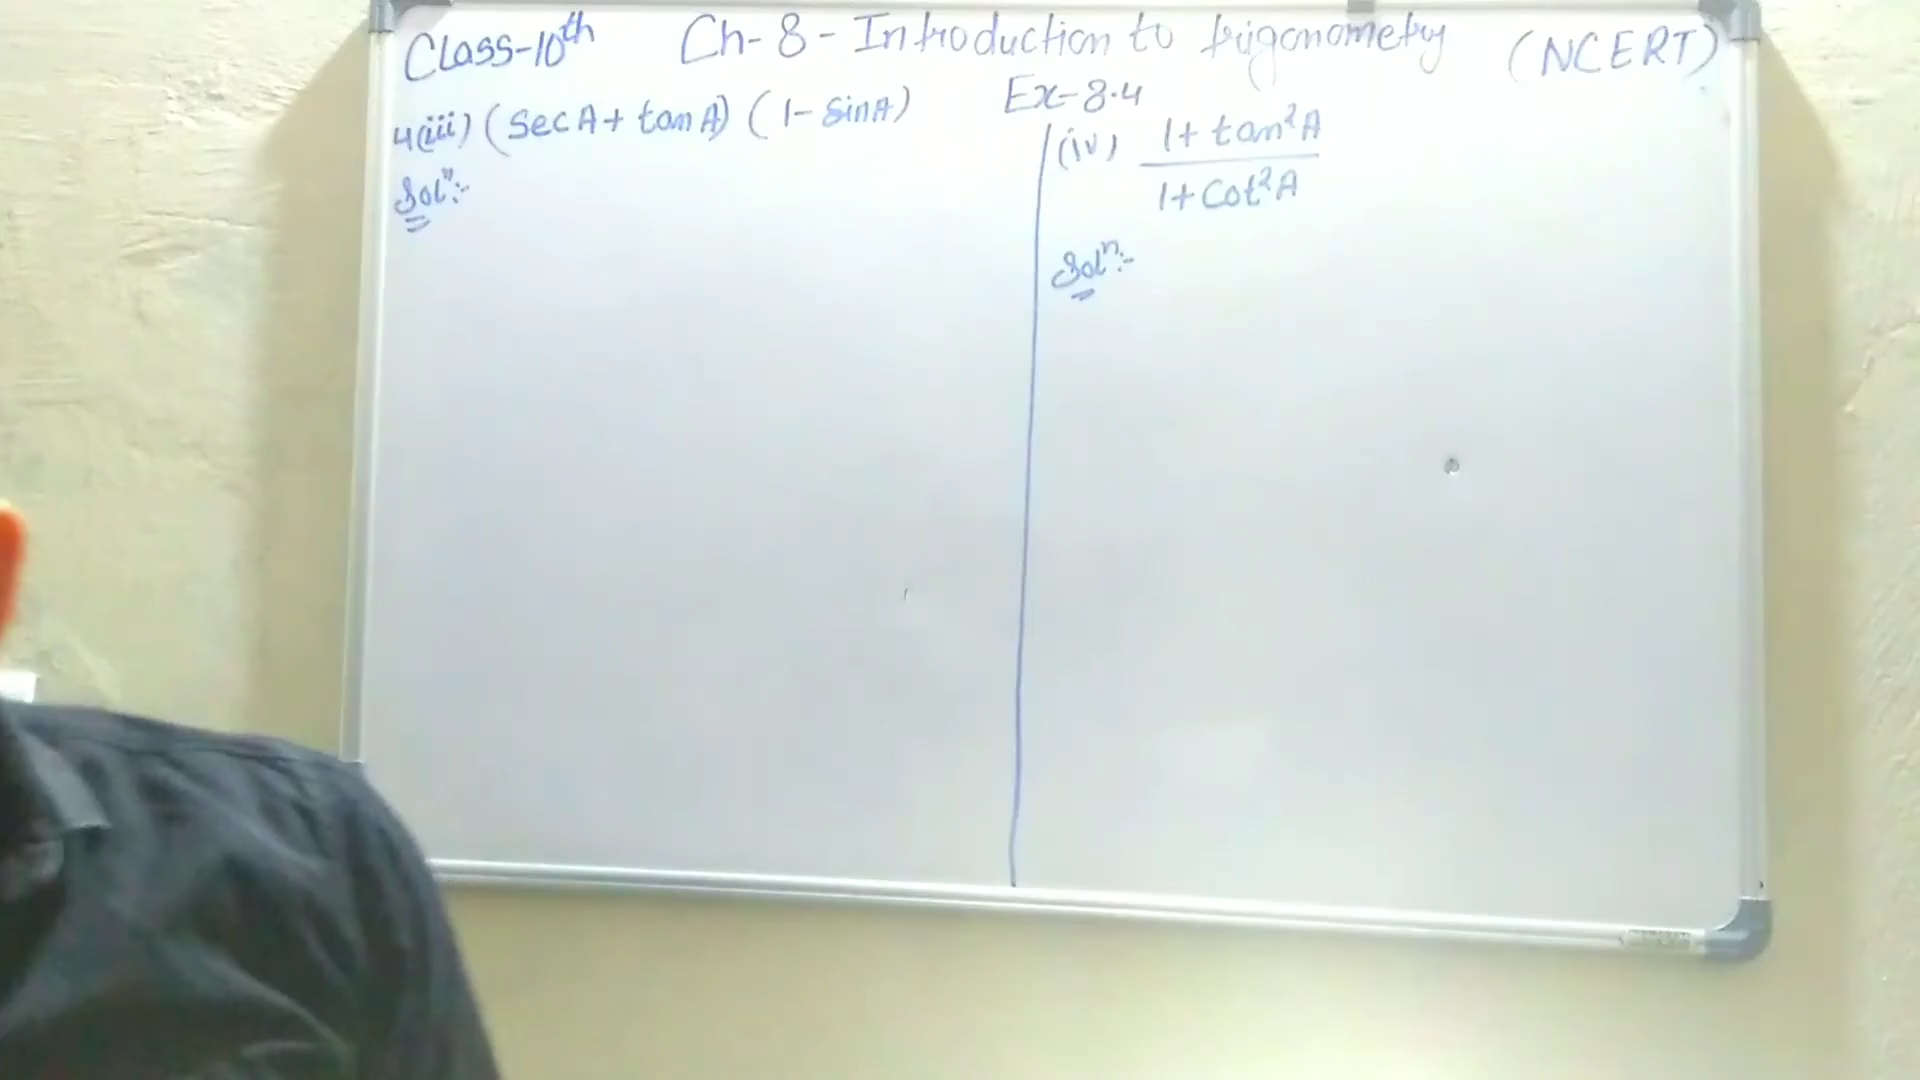 Class-10th Ch-8-Introduction to trigonometry (NCERT)
Ex-8.4
4(iii) (Sec A + tan A) (1 - Sin A)
Solⁿ:-
(iv) 1 + tan²A
1 + Cot²A
Solⁿ:-